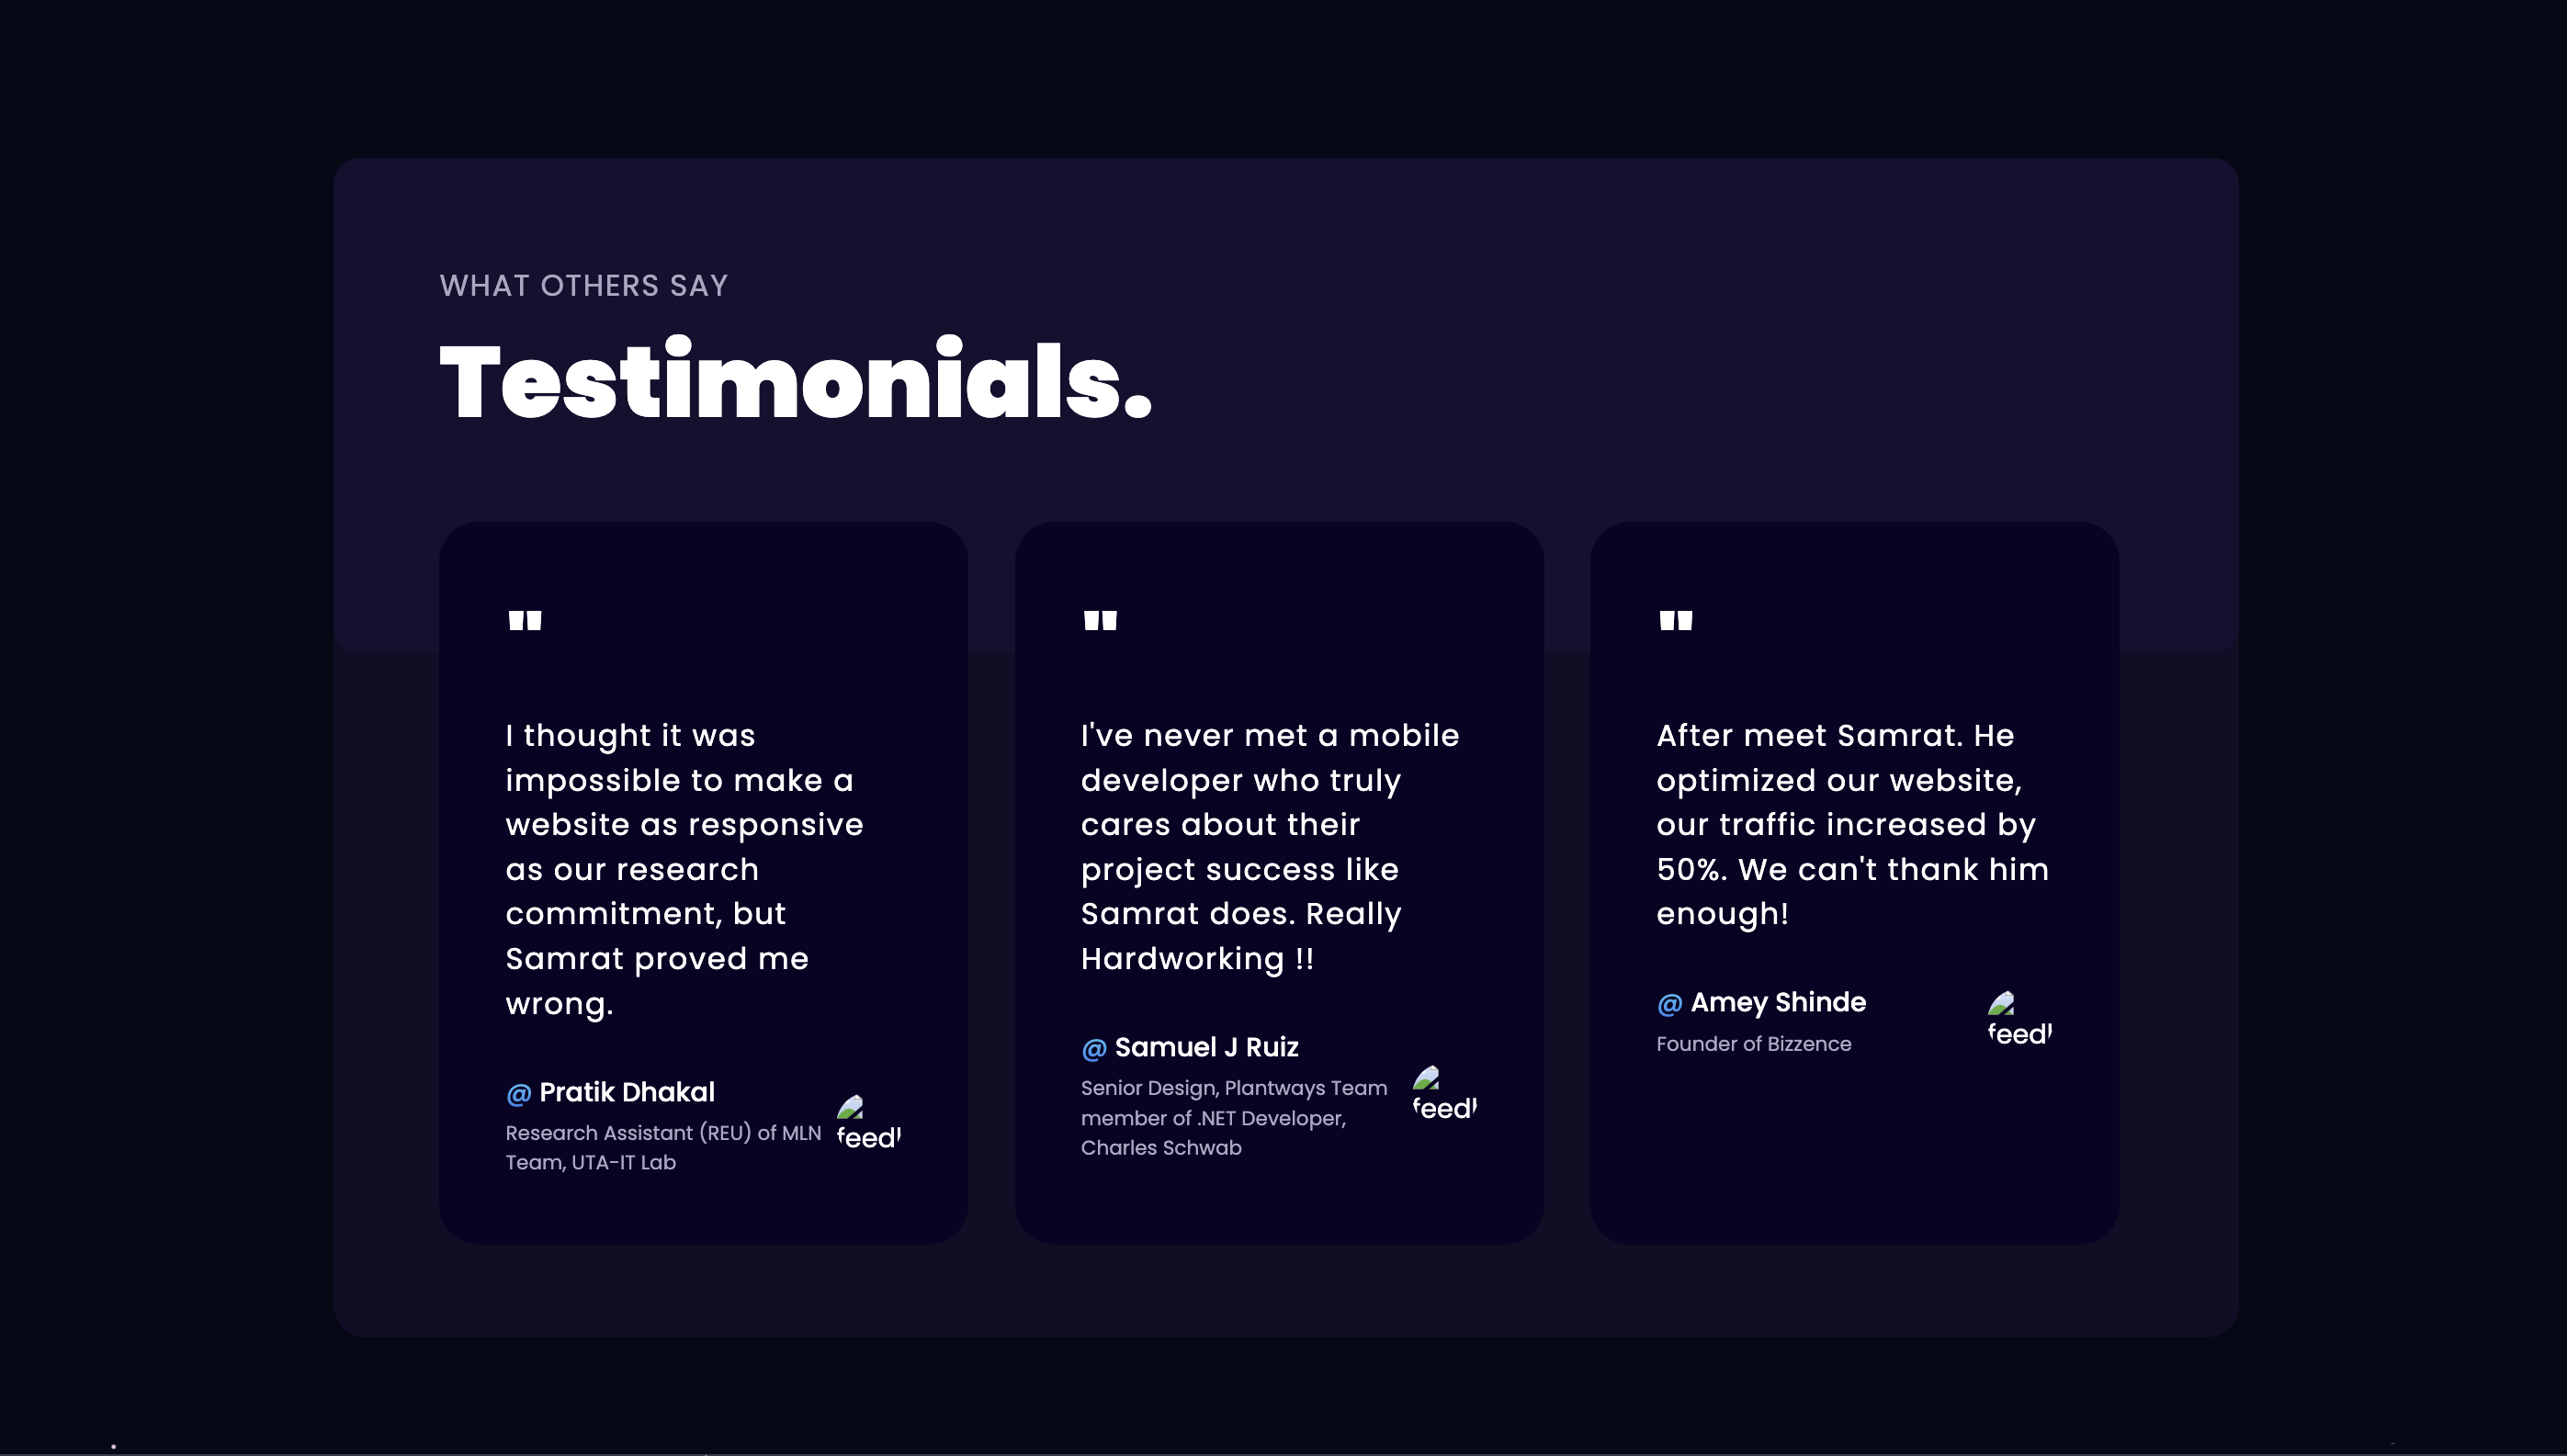 WHAT OTHERS SAY
Testimonials.
"
I thought it was
impossible to make a
website as responsive
as our research
commitment, but
Samrat proved me
wrong.
@ Pratik Dhakal
Research Assistant (REU) of MLN
Team, UTA-IT Lab
"
I've never met a mobile
developer who truly
cares about their
project success like
Samrat does. Really
Hardworking !!
@ Samuel J Ruiz
Senior Design, Plantways Team
member of .NET Developer,
Charles Schwab
"
After meet Samrat. He
optimized our website,
our traffic increased by
50%. We can't thank him
enough!
@ Amey Shinde
Founder of Bizzence